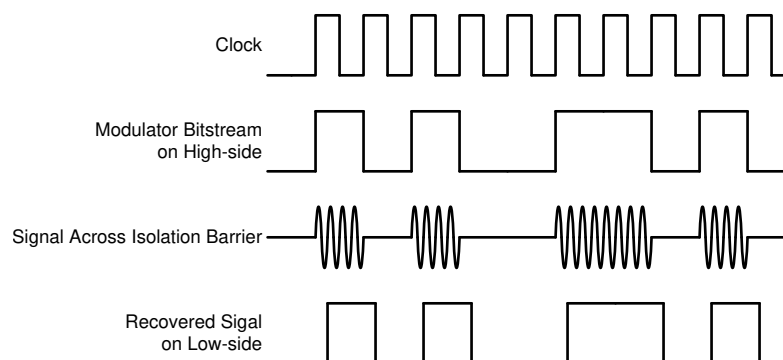 Clock
Modulator Bitstream
on High-side
Signal Across Isolation Barrier
Recovered Sigal
on Low-side